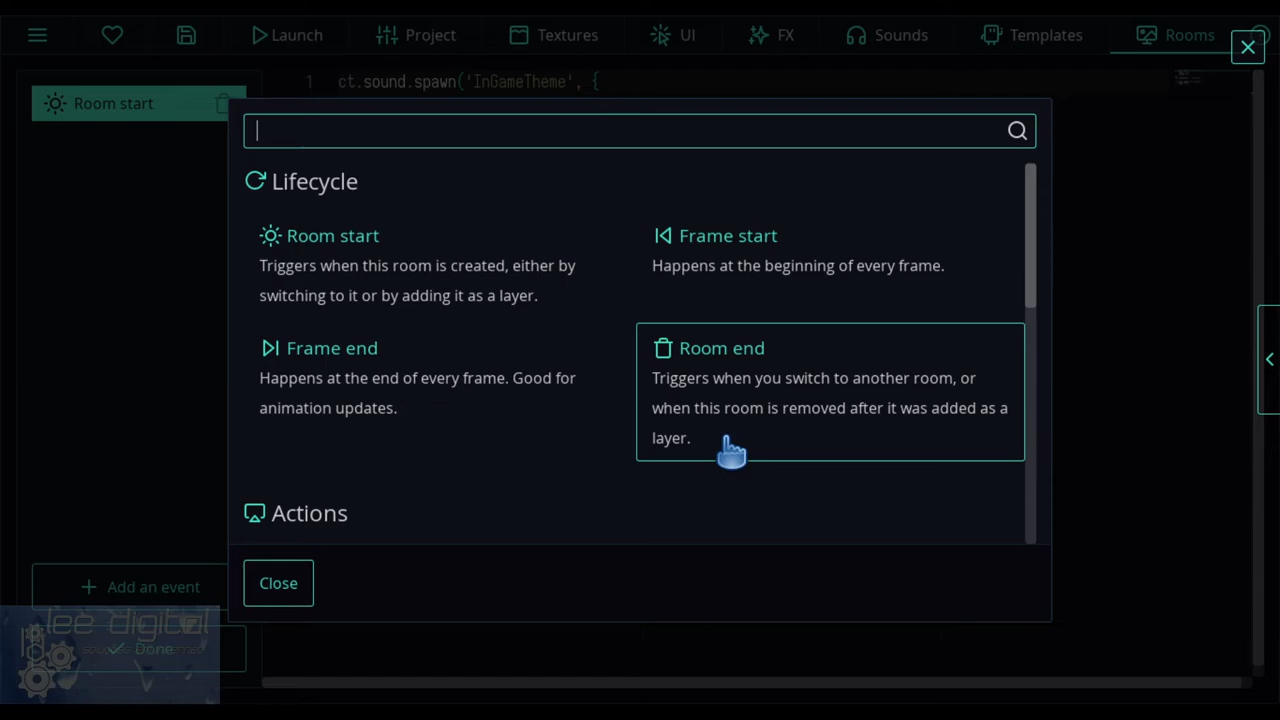 Launch Project Textures UI FX Sounds Templates Rooms
Room start
1 ct.sound.spawn('InGameTheme', {
Lifecycle
Room start
Triggers when this room is created, either by
switching to it or by adding it as a layer.
Frame start
Happens at the beginning of every frame.
Frame end
Happens at the end of every frame. Good for
animation updates.
Room end
Triggers when you switch to another room, or
when this room is removed after it was added as a
layer.
Actions
Close
Add an event
lee digital
Done